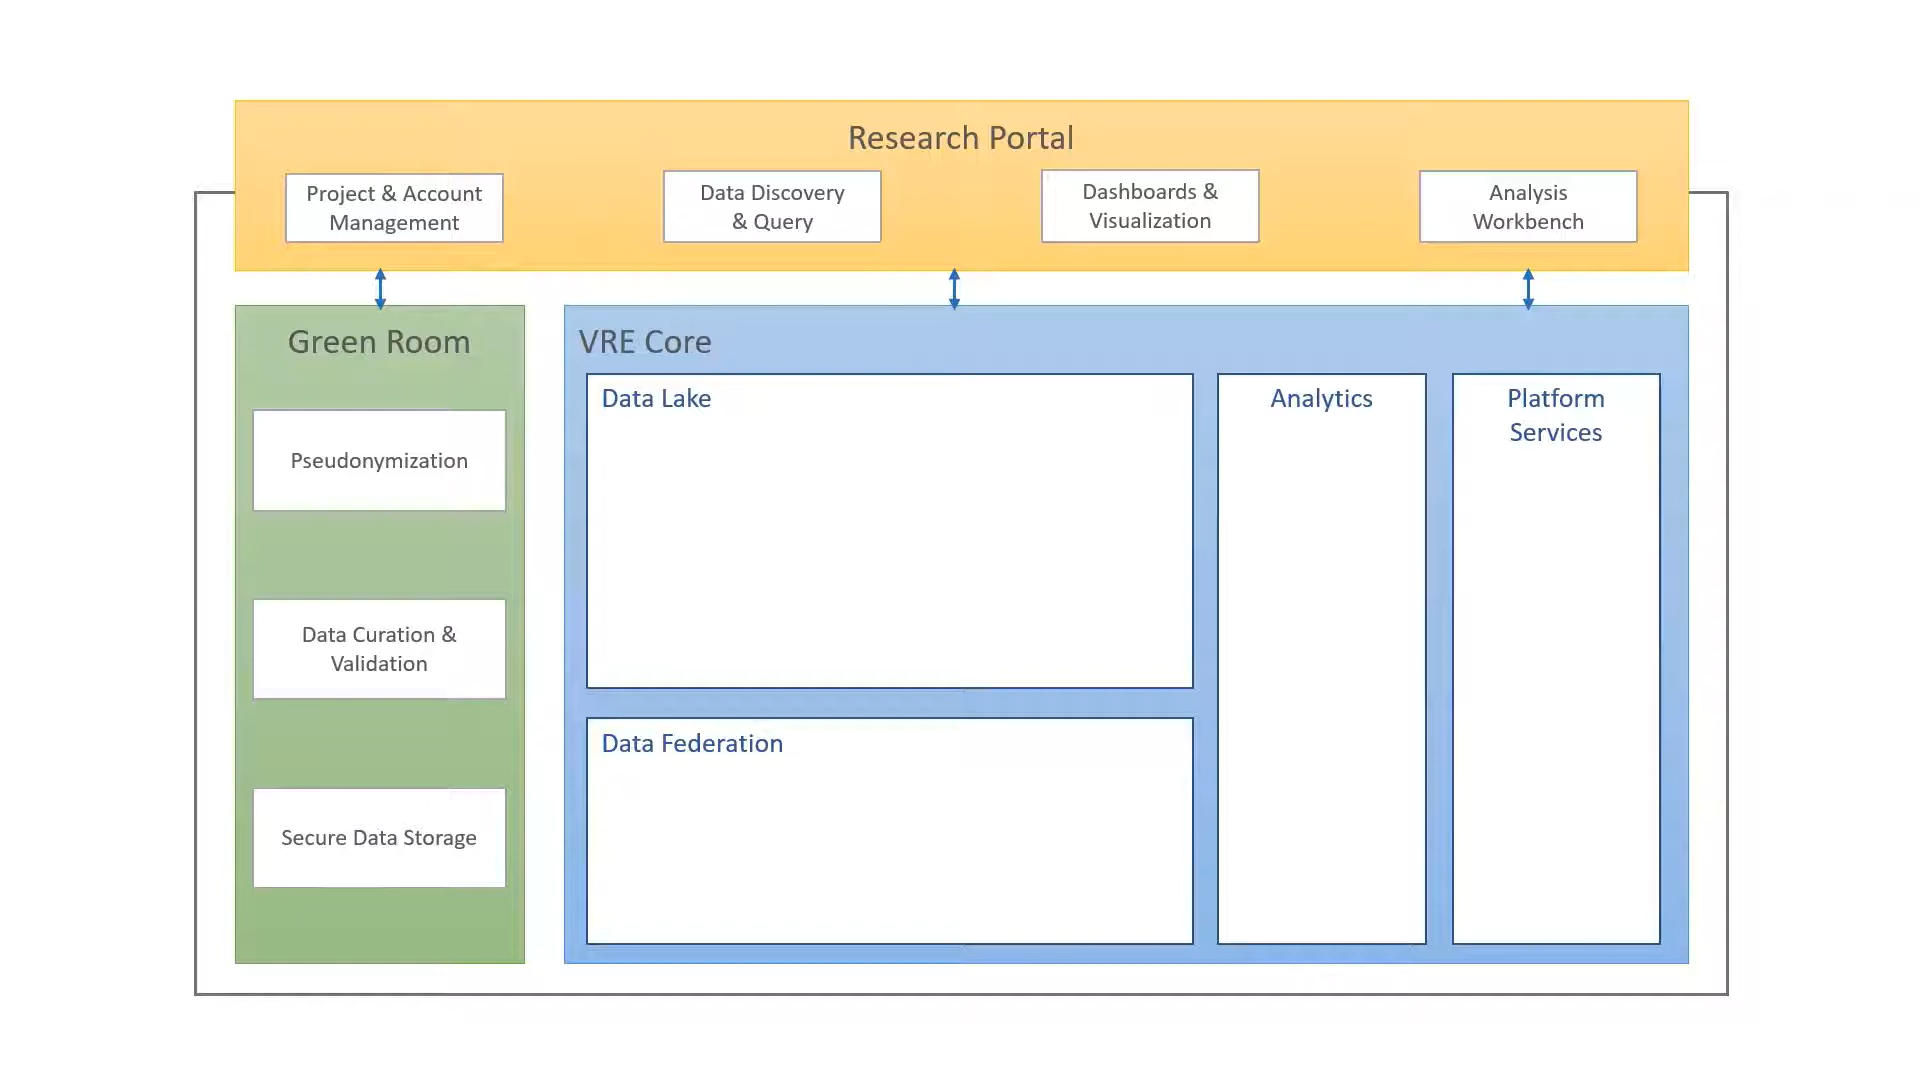 Research Portal
Project & Account
Management
Data Discovery
& Query
Dashboards &
Visualization
Analysis
Workbench
Green Room
Pseudonymization
Data Curation &
Validation
Secure Data Storage
VRE Core
Data Lake
Data Federation
Analytics
Platform
Services